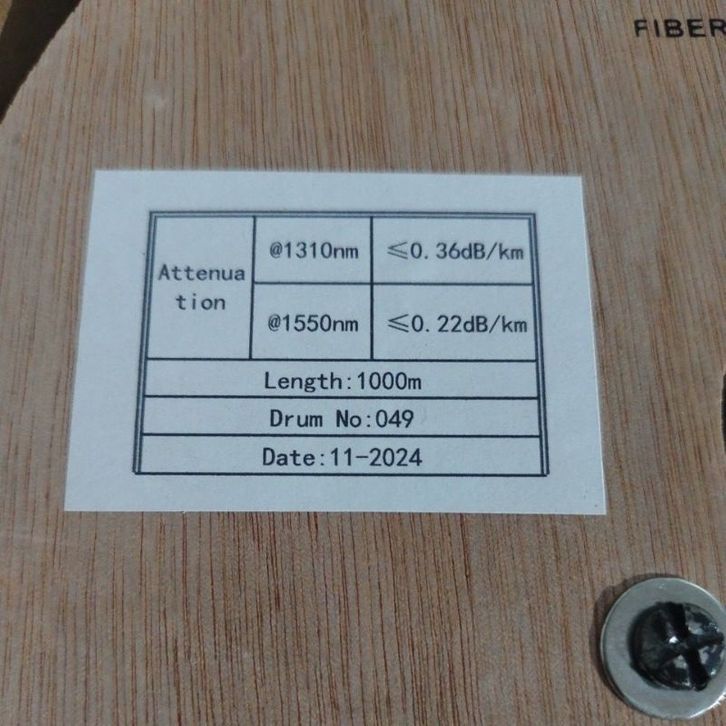 FIBER
Attenua
tion
@1310nm
≤0.36dB/km
@1550nm
≤0.22dB/km
Length:1000m
Drum No:049
Date:11-2024